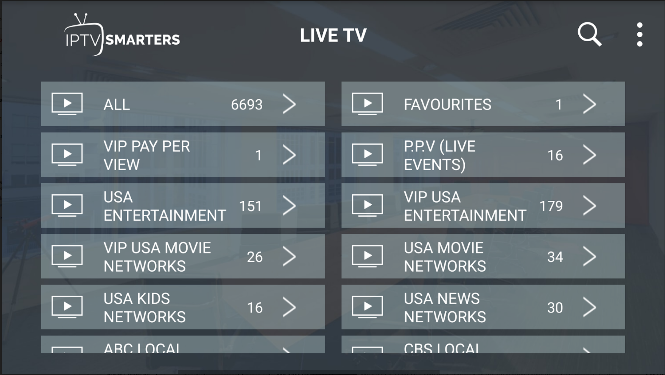 IPTV SMARTERS
LIVE TV
ALL 6693
FAVOURITES 1
VIP PAY PER
VIEW 1
P.P.V (LIVE
EVENTS) 16
USA
ENTERTAINMENT 151
VIP USA
ENTERTAINMENT 179
VIP USA MOVIE
NETWORKS 26
USA MOVIE
NETWORKS 34
USA KIDS
NETWORKS 16
USA NEWS
NETWORKS 30
ABC LOCAL
CBS LOCAL